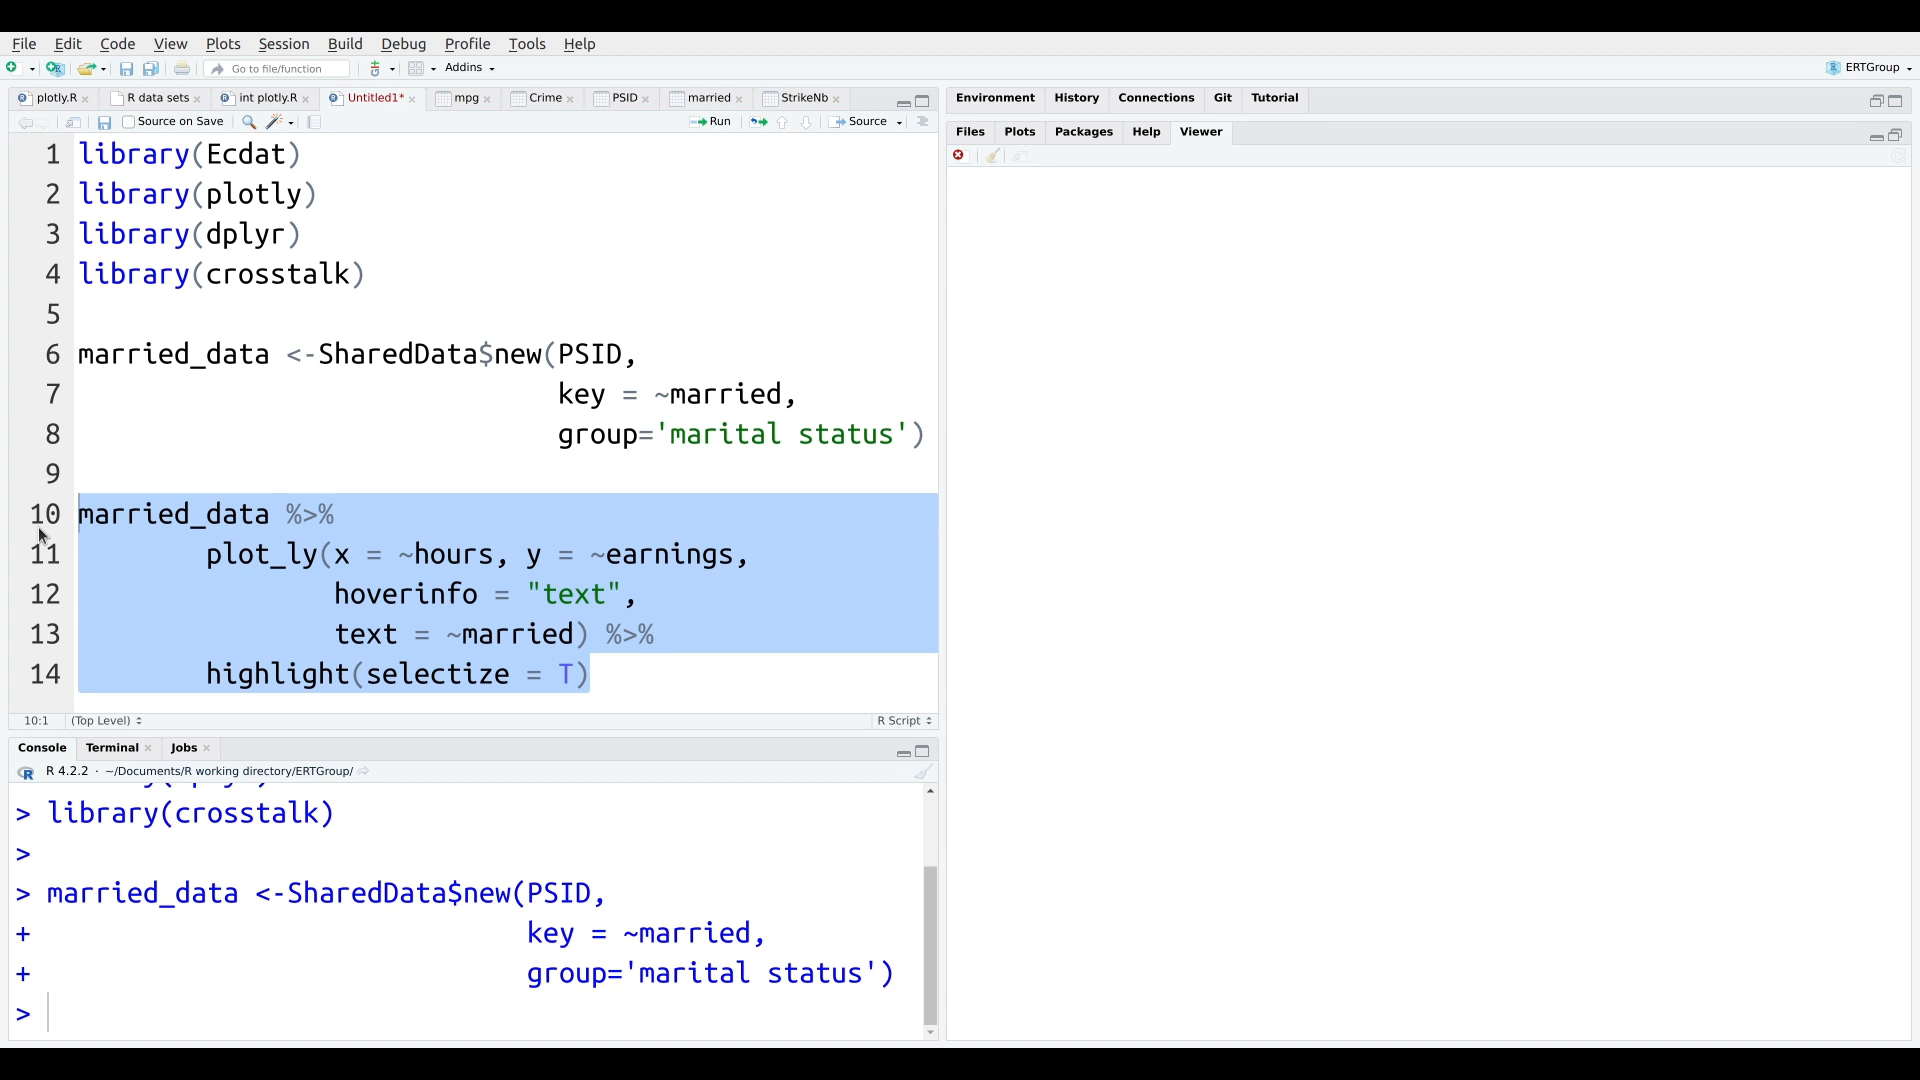 File Edit Code View Plots Session Build Debug Profile Tools Help
Go to file/function Addins ERTGroup
plotly.R R data sets int plotly.R Untitled1* mpg Crime PSID married StrikeNb
Source on Save Run Source
1 library(Ecdat)
2 library(plotly)
3 library(dplyr)
4 library(crosstalk)
5
6 married_data <-SharedData$new(PSID,
7 key = ~married,
8 group='marital status')
9
10 married_data %>%
11 plot_ly(x = ~hours, y = ~earnings,
12 hoverinfo = "text",
13 text = ~married) %>%
14 highlight(selectize = T)
10:1 (Top Level) R Script
Console Terminal Jobs
R 4.2.2 · ~/Documents/R working directory/ERTGroup/
> library(crosstalk)
>
> married_data <-SharedData$new(PSID,
+ key = ~married,
+ group='marital status')
>
Environment History Connections Git Tutorial
Files Plots Packages Help Viewer